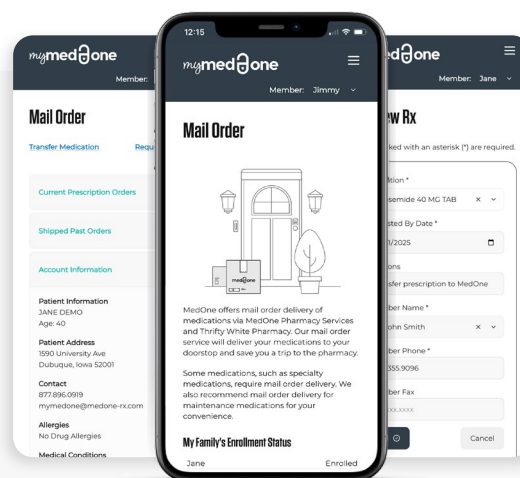 mymedone
Member:
Mail Order
Transfer Medication
Current Prescription Orders
Shipped Past Orders
Account Information
Patient Information
JANE DEMO
Age: 40
Patient Address
1590 University Ave
Dubuque, Iowa 52001
Contact
877.896.0919
mymedone@medone-rx.com
Allergies
No Drug Allergies
Medical Conditions
12:15
mymedone
Member: Jimmy
Mail Order
medone
MedOne offers mail order delivery of
medications via MedOne Pharmacy Services
and Thrifty White Pharmacy. Our mail order
service will deliver your medications to your
doorstop and save you a trip to the pharmacy.
Some medications, such as specialty
medications, require mail order delivery. We
also recommend mail order delivery for
maintenance medications for your
convenience.
My Family's Enrollment Status
Jane Enrolled
ed one
Member: Jane
w Rx
ked with an asterisk (*) are required.
semide 40 MG TAB
sted By Date *
1/2025
ons
sfer prescription to MedOne
ber Name *
ohn Smith
ber Phone *
355.9096
ber Fax
xx.xxxx
Cancel